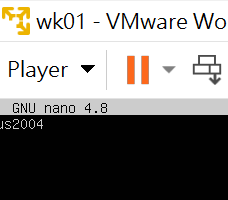 wk01 - VMware Wo
Player
GNU nano 4.8
us2004